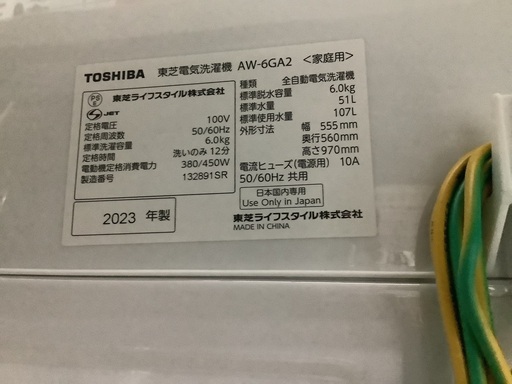 TOSHIBA 東芝電気洗濯機 AW-6GA2 <家庭用>
PS E 東芝ライフスタイル株式会社
JET
定格電圧 100V
定格周波数 50/60Hz
標準洗濯容量 6.0kg
定格時間 洗いのみ 12分
電動機定格消費電力 380/450W
製造番号 132891SR
2023 年製
種類 全自動電気洗濯機
標準脱水容量 6.0kg
標準水量 51L
標準使用水量 107L
外形寸法 幅 555mm
奥行560mm
高さ970mm
電流ヒューズ(電源用) 10A
50/60Hz 共用
日本国内専用
Use Only in Japan
東芝ライフスタイル株式会社
MADE IN CHINA